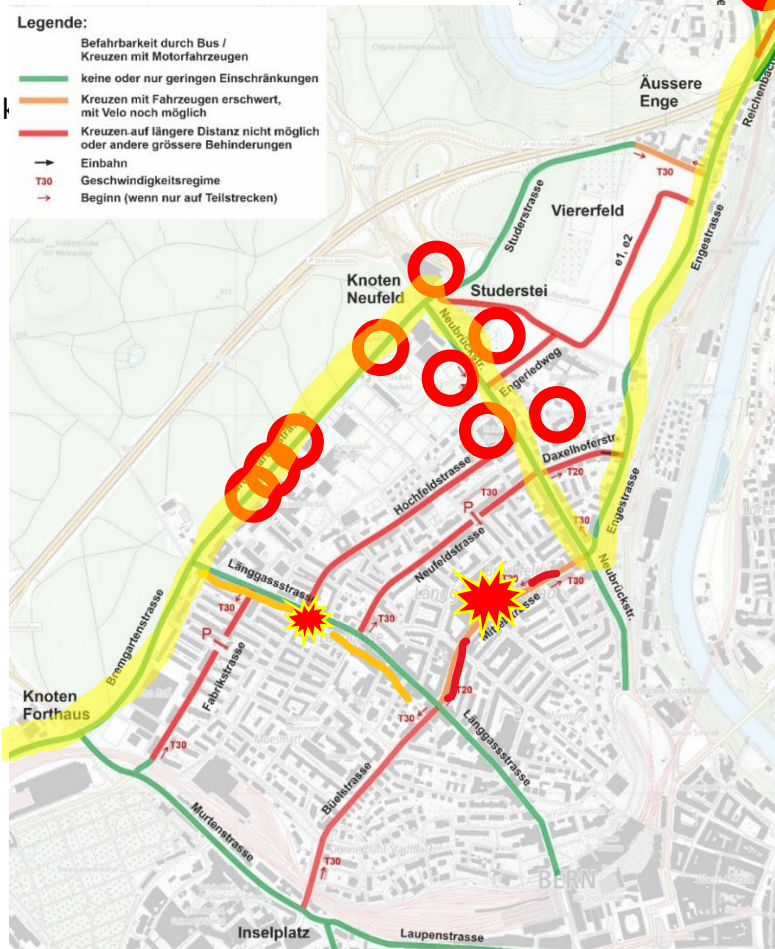 Legende:
Befahrbarkeit durch Bus /
Kreuzen mit Motorfahrzeugen
keine oder nur geringen Einschränkungen
Kreuzen mit Fahrzeugen erschwert,
mit Velo noch möglich
Kreuzen auf längere Distanz nicht möglich
oder andere grössere Behinderungen
Einbahn
T30 Geschwindigkeitsregime
Beginn (wenn nur auf Teilstrecken)
Äussere
Enge
Reichenbach
T30
Studerstrasse
Viererfeld
e1, e2
Engestrasse
Knoten
Neufeld
Studerstei
Neubrückstr.
Engeriedweg
Daxelhoferstr.
T20
Hochfeldstrasse
T30
P
Neufeldstrasse
T30
Engestrasse
Länggassstrasse
T30
T30
T30
Mittelstrasse
Neubrückstr.
Bremgartenstrasse
P
Fabrikstrasse
T30
Knoten
Forthaus
T30
T20
T30
Länggassstrasse
Büelstrasse
Murtenstrasse
T30
BERN
Inselplatz
Laupenstrasse